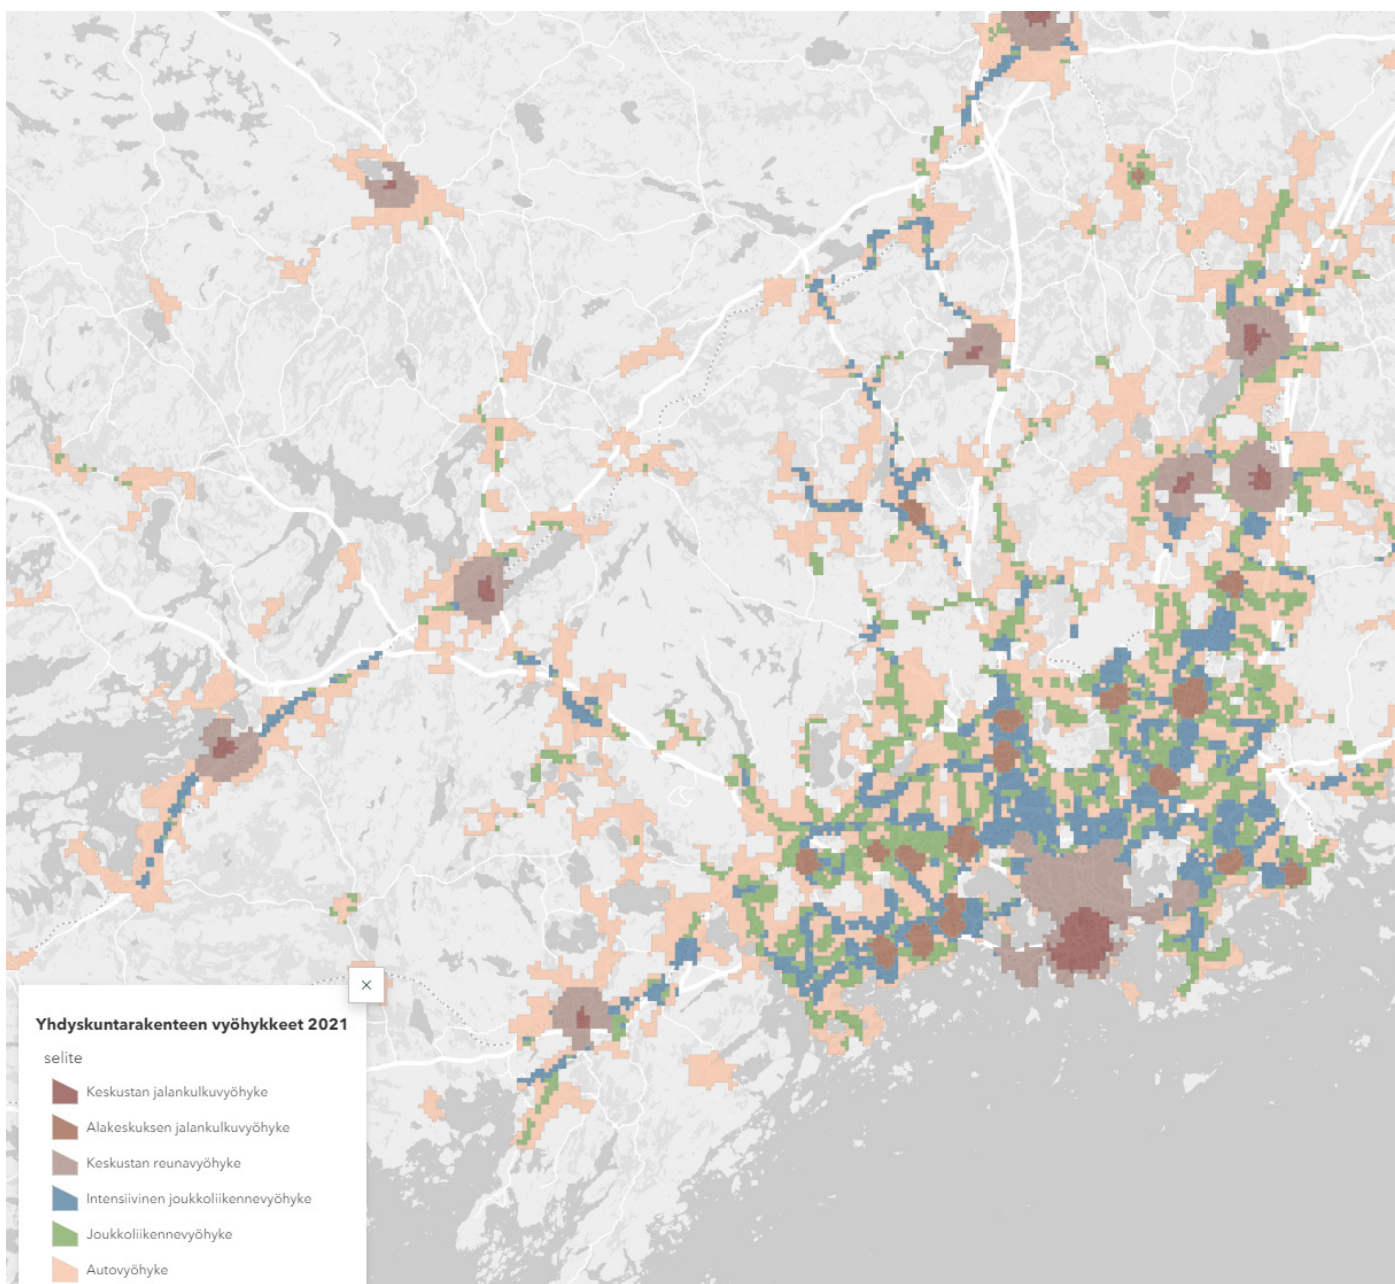 Yhdyskuntarakenteen vyöhykkeet 2021
selite
Keskustan jalankulkuvyöhyke
Alakeskuksen jalankulkuvyöhyke
Keskustan reunavyöhyke
Intensiivinen joukkoliikennevyöhyke
Joukkoliikennevyöhyke
Autovyöhyke